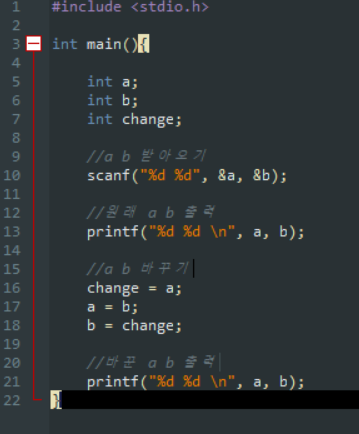 1 #include <stdio.h>
2
3 int main(){
4
5 int a;
6 int b;
7 int change;
8
9 //a b 받아오기
10 scanf("%d %d", &a, &b);
11
12 //원래 a b 출력
13 printf("%d %d \n", a, b);
14
15 //a b 바꾸기
16 change = a;
17 a = b;
18 b = change;
19
20 //바꾼 a b 출력
21 printf("%d %d \n", a, b);
22 }